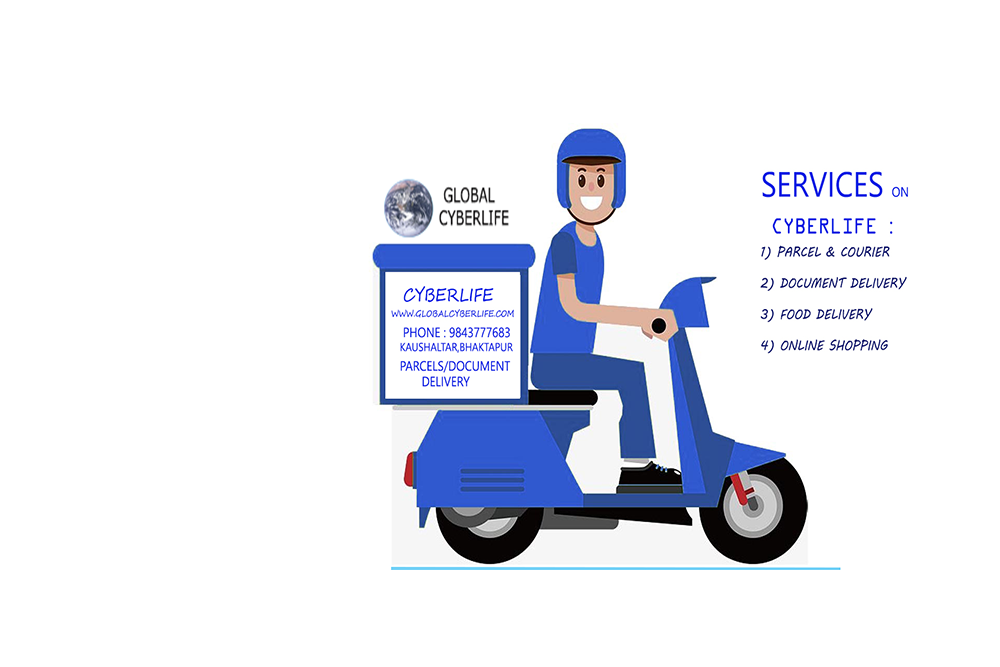 GLOBAL
CYBERLIFE
CYBERLIFE
WWW.GLOBALCYBERLIFE.COM
PHONE : 9843777683
KAUSHALTAR,BHAKTAPUR
PARCELS/DOCUMENT
DELIVERY
SERVICES ON
CYBERLIFE :
1) PARCEL & COURIER
2) DOCUMENT DELIVERY
3) FOOD DELIVERY
4) ONLINE SHOPPING